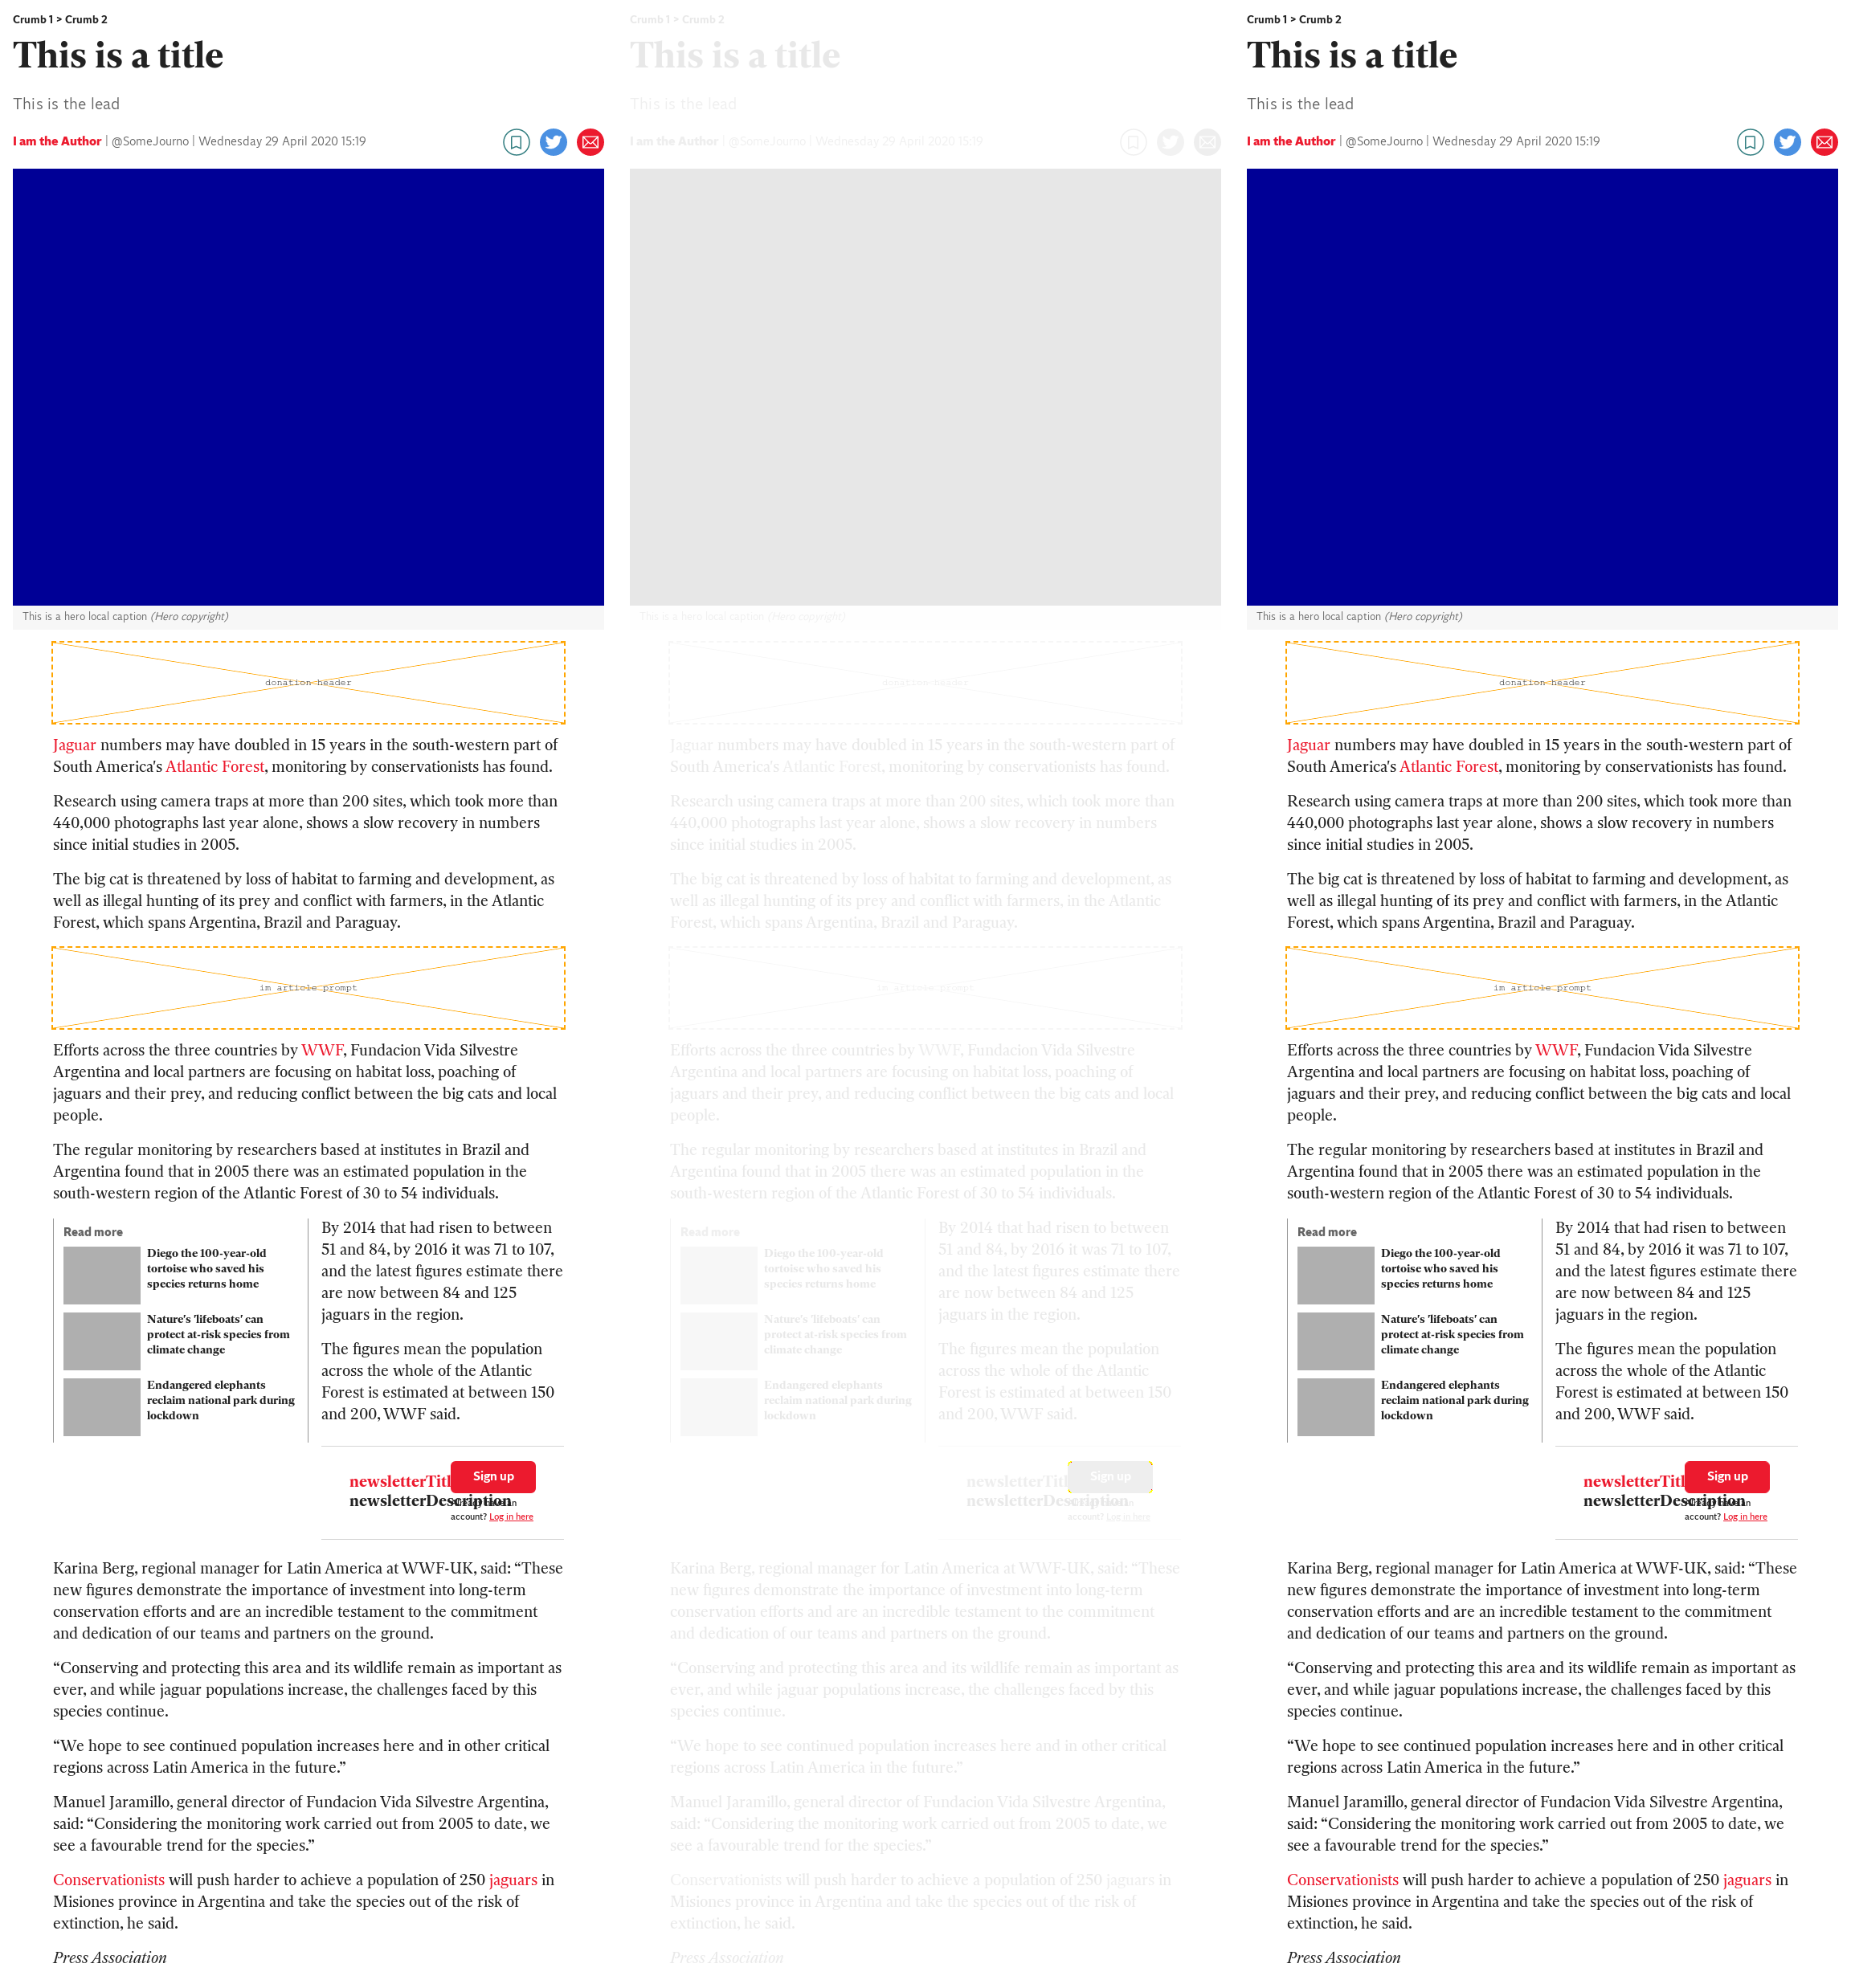 Crumb 1 > Crumb 2
This is a title
This is the lead
I am the Author | @SomeJourno | Wednesday 29 April 2020 15:19
This is a hero local caption (Hero copyright)
donation header
Jaguar numbers may have doubled in 15 years in the south-western part of
South America's Atlantic Forest, monitoring by conservationists has found.
Research using camera traps at more than 200 sites, which took more than
440,000 photographs last year alone, shows a slow recovery in numbers
since initial studies in 2005.
The big cat is threatened by loss of habitat to farming and development, as
well as illegal hunting of its prey and conflict with farmers, in the Atlantic
Forest, which spans Argentina, Brazil and Paraguay.
im article prompt
Efforts across the three countries by WWF, Fundacion Vida Silvestre
Argentina and local partners are focusing on habitat loss, poaching of
jaguars and their prey, and reducing conflict between the big cats and local
people.
The regular monitoring by researchers based at institutes in Brazil and
Argentina found that in 2005 there was an estimated population in the
south-western region of the Atlantic Forest of 30 to 54 individuals.
Read more
Diego the 100-year-old
tortoise who saved his
species returns home
Nature's 'lifeboats' can
protect at-risk species from
climate change
Endangered elephants
reclaim national park during
lockdown
By 2014 that had risen to between
51 and 84, by 2016 it was 71 to 107,
and the latest figures estimate there
are now between 84 and 125
jaguars in the region.
The figures mean the population
across the whole of the Atlantic
Forest is estimated at between 150
and 200, WWF said.
newsletterTitl
newsletterDescription
Sign up
Already have an
account? Log in here
Karina Berg, regional manager for Latin America at WWF-UK, said: “These
new figures demonstrate the importance of investment into long-term
conservation efforts and are an incredible testament to the commitment
and dedication of our teams and partners on the ground.
“Conserving and protecting this area and its wildlife remain as important as
ever, and while jaguar populations increase, the challenges faced by this
species continue.
“We hope to see continued population increases here and in other critical
regions across Latin America in the future.”
Manuel Jaramillo, general director of Fundacion Vida Silvestre Argentina,
said: “Considering the monitoring work carried out from 2005 to date, we
see a favourable trend for the species.”
Conservationists will push harder to achieve a population of 250 jaguars in
Misiones province in Argentina and take the species out of the risk of
extinction, he said.
Press Association
Crumb 1 > Crumb 2
This is a title
This is the lead
I am the Author | @SomeJourno | Wednesday 29 April 2020 15:19
This is a hero local caption (Hero copyright)
donation header
Jaguar numbers may have doubled in 15 years in the south-western part of
South America's Atlantic Forest, monitoring by conservationists has found.
Research using camera traps at more than 200 sites, which took more than
440,000 photographs last year alone, shows a slow recovery in numbers
since initial studies in 2005.
The big cat is threatened by loss of habitat to farming and development, as
well as illegal hunting of its prey and conflict with farmers, in the Atlantic
Forest, which spans Argentina, Brazil and Paraguay.
im article prompt
Efforts across the three countries by WWF, Fundacion Vida Silvestre
Argentina and local partners are focusing on habitat loss, poaching of
jaguars and their prey, and reducing conflict between the big cats and local
people.
The regular monitoring by researchers based at institutes in Brazil and
Argentina found that in 2005 there was an estimated population in the
south-western region of the Atlantic Forest of 30 to 54 individuals.
Read more
Diego the 100-year-old
tortoise who saved his
species returns home
Nature's 'lifeboats' can
protect at-risk species from
climate change
Endangered elephants
reclaim national park during
lockdown
By 2014 that had risen to between
51 and 84, by 2016 it was 71 to 107,
and the latest figures estimate there
are now between 84 and 125
jaguars in the region.
The figures mean the population
across the whole of the Atlantic
Forest is estimated at between 150
and 200, WWF said.
newsletterTitl
newsletterDescription
Sign up
account? Log in here
Karina Berg, regional manager for Latin America at WWF-UK, said: “These
new figures demonstrate the importance of investment into long-term
conservation efforts and are an incredible testament to the commitment
and dedication of our teams and partners on the ground.
“Conserving and protecting this area and its wildlife remain as important as
ever, and while jaguar populations increase, the challenges faced by this
species continue.
“We hope to see continued population increases here and in other critical
regions across Latin America in the future.”
Manuel Jaramillo, general director of Fundacion Vida Silvestre Argentina,
said: “Considering the monitoring work carried out from 2005 to date, we
see a favourable trend for the species.”
Conservationists will push harder to achieve a population of 250 jaguars in
Misiones province in Argentina and take the species out of the risk of
extinction, he said.
Press Association
Crumb 1 > Crumb 2
This is a title
This is the lead
I am the Author | @SomeJourno | Wednesday 29 April 2020 15:19
This is a hero local caption (Hero copyright)
donation header
Jaguar numbers may have doubled in 15 years in the south-western part of
South America's Atlantic Forest, monitoring by conservationists has found.
Research using camera traps at more than 200 sites, which took more than
440,000 photographs last year alone, shows a slow recovery in numbers
since initial studies in 2005.
The big cat is threatened by loss of habitat to farming and development, as
well as illegal hunting of its prey and conflict with farmers, in the Atlantic
Forest, which spans Argentina, Brazil and Paraguay.
im article prompt
Efforts across the three countries by WWF, Fundacion Vida Silvestre
Argentina and local partners are focusing on habitat loss, poaching of
jaguars and their prey, and reducing conflict between the big cats and local
people.
The regular monitoring by researchers based at institutes in Brazil and
Argentina found that in 2005 there was an estimated population in the
south-western region of the Atlantic Forest of 30 to 54 individuals.
Read more
Diego the 100-year-old
tortoise who saved his
species returns home
Nature's 'lifeboats' can
protect at-risk species from
climate change
Endangered elephants
reclaim national park during
lockdown
By 2014 that had risen to between
51 and 84, by 2016 it was 71 to 107,
and the latest figures estimate there
are now between 84 and 125
jaguars in the region.
The figures mean the population
across the whole of the Atlantic
Forest is estimated at between 150
and 200, WWF said.
newsletterTitl
newsletterDescription
Sign up
Already have an
account? Log in here
Karina Berg, regional manager for Latin America at WWF-UK, said: “These
new figures demonstrate the importance of investment into long-term
conservation efforts and are an incredible testament to the commitment
and dedication of our teams and partners on the ground.
“Conserving and protecting this area and its wildlife remain as important as
ever, and while jaguar populations increase, the challenges faced by this
species continue.
“We hope to see continued population increases here and in other critical
regions across Latin America in the future.”
Manuel Jaramillo, general director of Fundacion Vida Silvestre Argentina,
said: “Considering the monitoring work carried out from 2005 to date, we
see a favourable trend for the species.”
Conservationists will push harder to achieve a population of 250 jaguars in
Misiones province in Argentina and take the species out of the risk of
extinction, he said.
Press Association